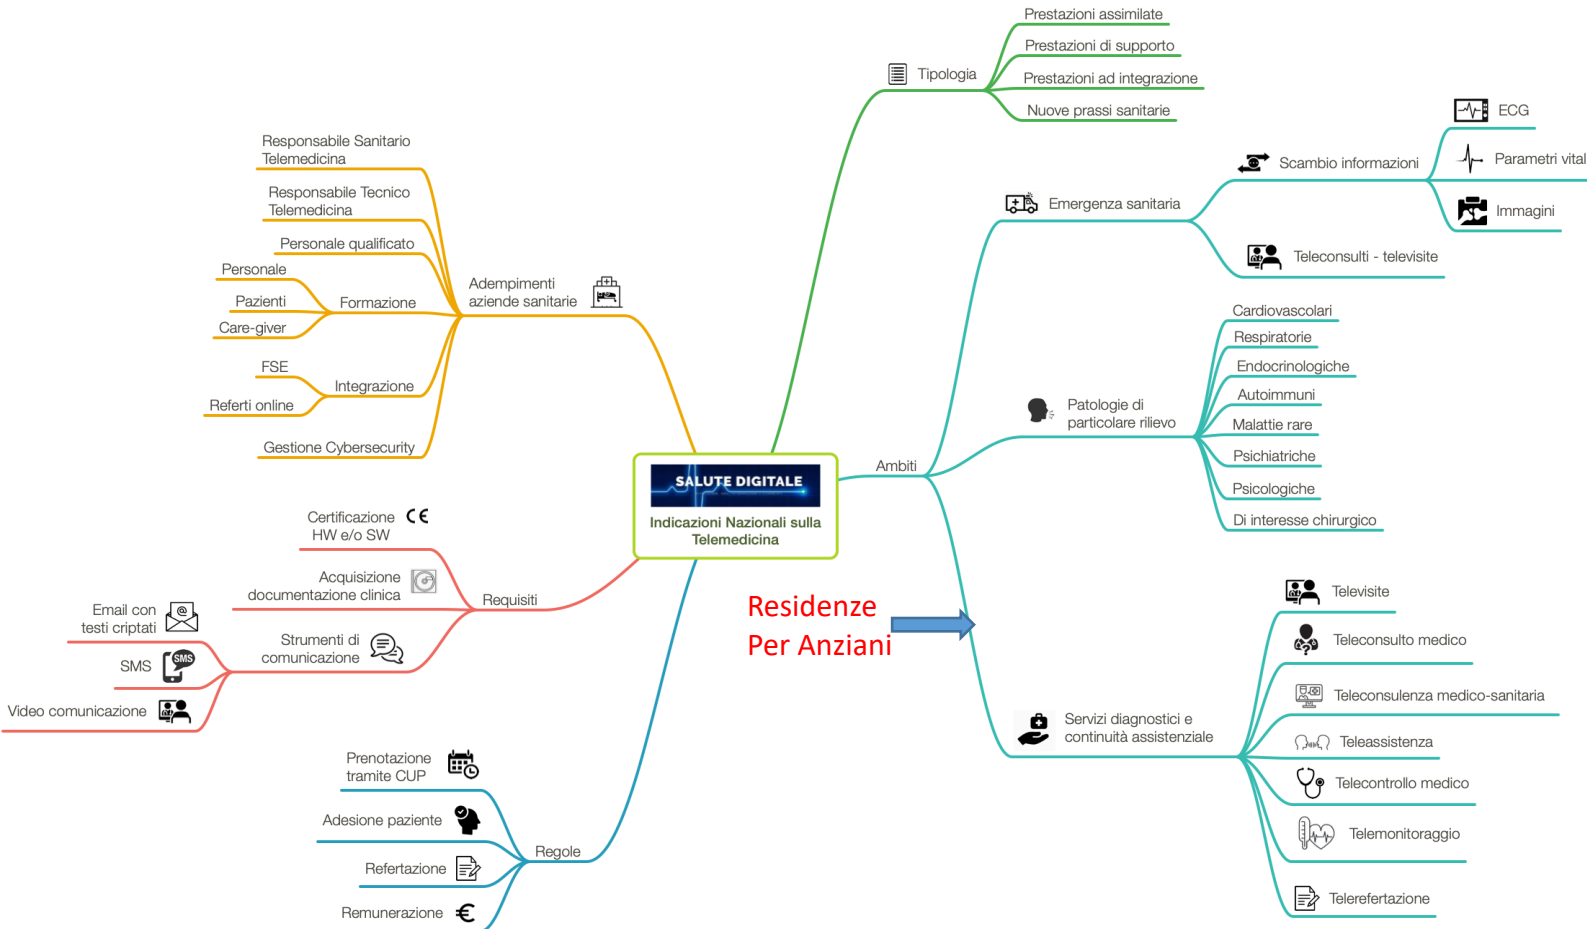 Prestazioni assimilate
Prestazioni di supporto
Tipologia
Prestazioni ad integrazione
Nuove prassi sanitarie
ECG
Scambio informazioni
Parametri vital
Immagini
Emergenza sanitaria
Teleconsulti - televisite
Responsabile Sanitario
Telemedicina
Responsabile Tecnico
Telemedicina
Personale qualificato
Personale
Pazienti
Care-giver
Formazione
Adempimenti
aziende sanitarie
FSE
Referti online
Integrazione
Gestione Cybersecurity
Cardiovascolari
Respiratorie
Endocrinologiche
Autoimmuni
Patologie di
particolare rilievo
Malattie rare
Psichiatriche
Psicologiche
Di interesse chirurgico
Ambiti
SALUTE DIGITALE
Indicazioni Nazionali sulla
Telemedicina
Certificazione CE
HW e/o SW
Acquisizione
documentazione clinica
Requisiti
Email con
testi criptati
@
Strumenti di
comunicazione
SMS
SMS
Video comunicazione
Residenze
Per Anziani
Televisite
Teleconsulto medico
Teleconsulenza medico-sanitaria
Servizi diagnostici e
continuità assistenziale
Teleassistenza
Telecontrollo medico
Telemonitoraggio
Telerefertazione
Prenotazione
tramite CUP
Adesione paziente
Regole
Refertazione
Remunerazione €